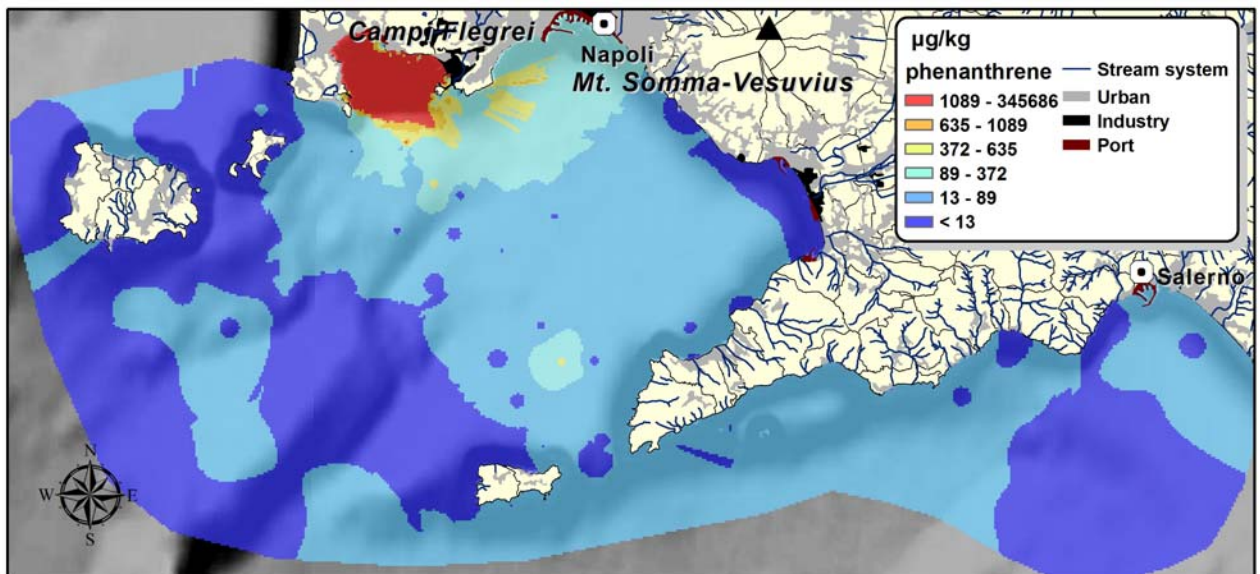 Campi Flegrei
Napoli
Mt. Somma-Vesuvius
µg/kg
phenanthrene
1089 - 345686
635 - 1089
372 - 635
89 - 372
13 - 89
< 13
Stream system
Urban
Industry
Port
Salerno
N
W E
S